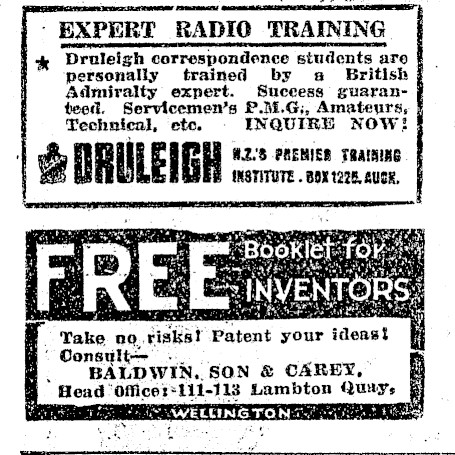 EXPERT RADIO TRAINING
★ Druleigh correspondence students are
personally trained by a British
Admiralty expert. Success guaran-
teed. Servicemen's P.M.G., Amateurs,
Technical, etc. INQUIRE NOW!
DRULEIGH N.Z.'S PREMIER TRAINING
INSTITUTE. BOX 1225, AUCK.
FREE Booklet for
INVENTORS
Take no risks! Patent your ideas!
Consult—
BALDWIN, SON & CAREY,
Head Office: 111-113 Lambton Quay,
WELLINGTON